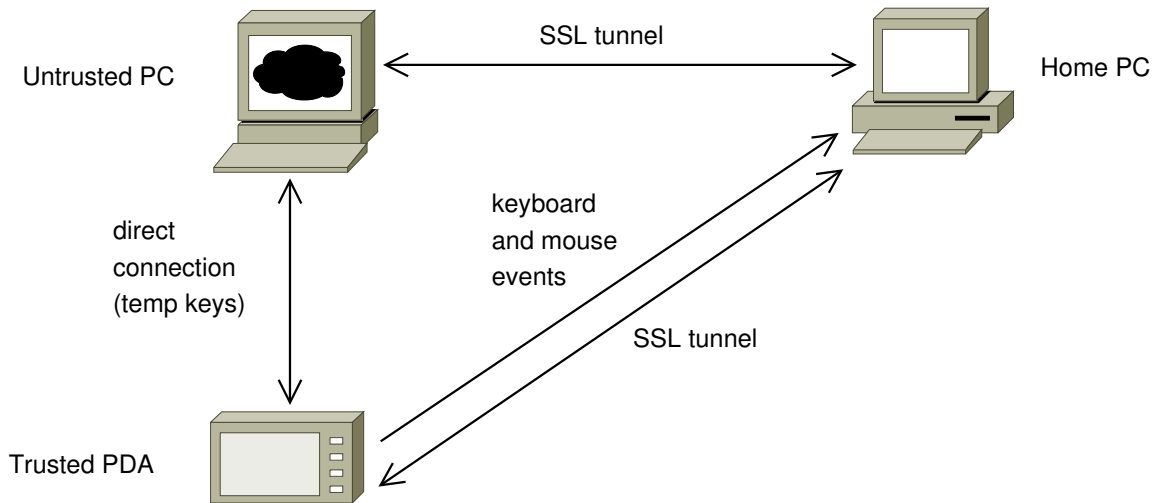 SSL tunnel
Untrusted PC
Home PC
keyboard
and mouse
events
direct
connection
(temp keys)
SSL tunnel
Trusted PDA